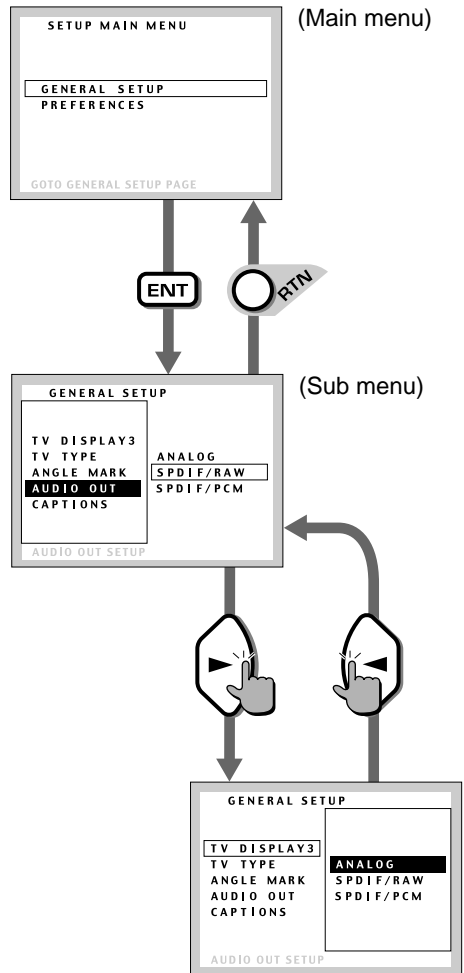 SETUP MAIN MENU
(Main menu)
GENERAL SETUP
PREFERENCES
GOTO GENERAL SETUP PAGE
ENT
RTN
(Sub menu)
GENERAL SETUP
TV DISPLAY3
TV TYPE
ANGLE MARK
AUDIO OUT
CAPTIONS
ANALOG
SPDIF/RAW
SPDIF/PCM
AUDIO OUT SETUP
GENERAL SETUP
TV DISPLAY3
TV TYPE
ANGLE MARK
AUDIO OUT
CAPTIONS
ANALOG
SPDIF/RAW
SPDIF/PCM
AUDIO OUT SETUP